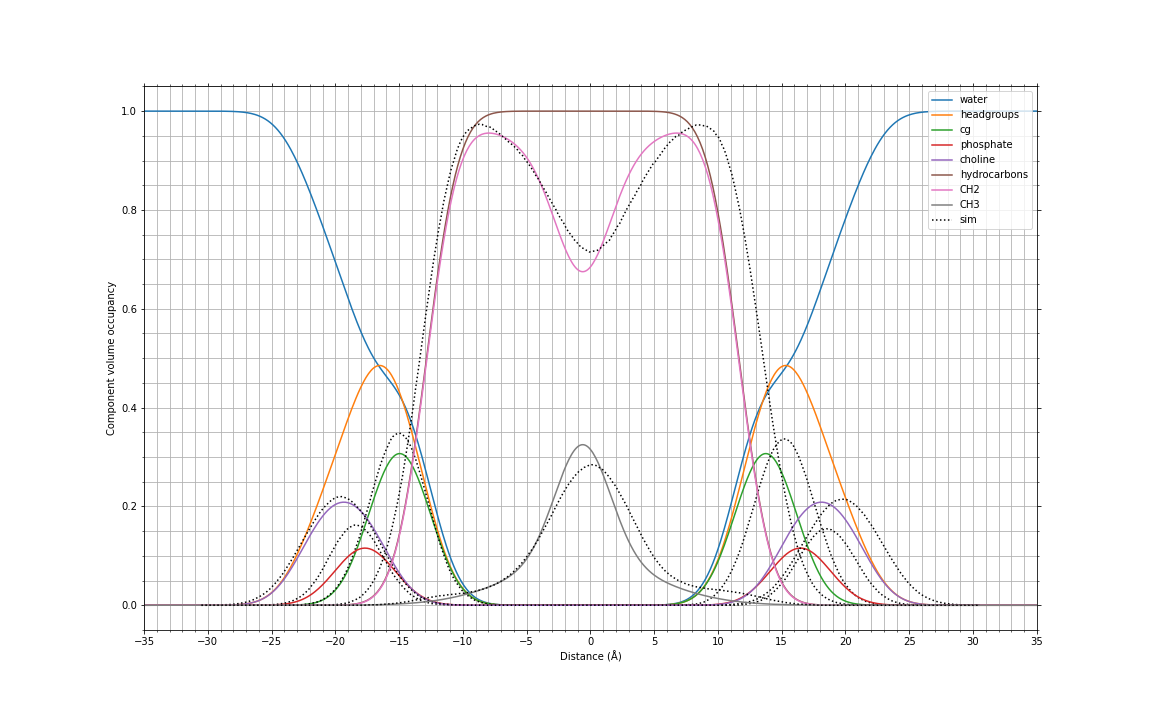 1.0
0.8
0.6
0.4
0.2
0.0
Component volume occupancy
−35 −30 −25 −20 −15 −10 −5 0 5 10 15 20 25 30 35
Distance (Å)
water
headgroups
cg
phosphate
choline
hydrocarbons
CH2
CH3
sim